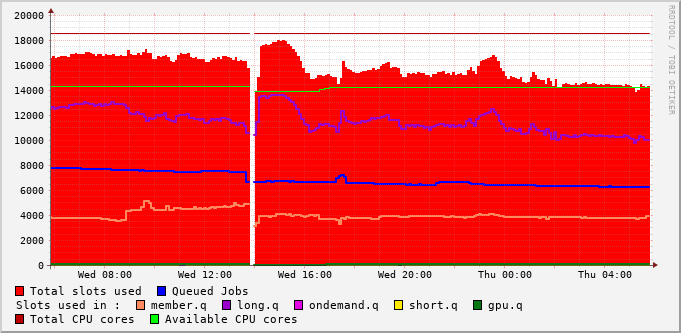 20000
18000
16000
14000
12000
10000
8000
6000
4000
2000
0
Wed 08:00 Wed 12:00 Wed 16:00 Wed 20:00 Thu 00:00 Thu 04:00
RRDTOOL / TOBI OETIKER
Total slots used Queued Jobs
Slots used in : member.q long.q ondemand.q short.q gpu.q
Total CPU cores Available CPU cores